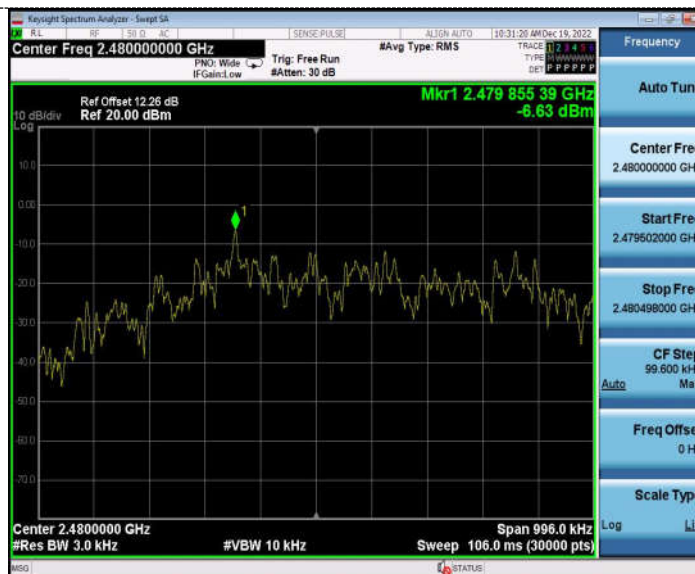 Keysight Spectrum Analyzer - Swept SA
RL RF 50 Ω AC SENSE:PULSE ALIGN AUTO 10:31:20 AM Dec 19, 2022
Center Freq 2.480000000 GHz #Avg Type: RMS TRACE 1 2 3 4 5 6
PNO: Wide Trig: Free Run TYPE M W W W W W
IFGain:Low #Atten: 30 dB DET P P P P P P
Mkr1 2.479 855 39 GHz
-6.63 dBm
Ref Offset 12.26 dB
10 dB/div Ref 20.00 dBm
Log
10.0
0.00
-10.0
-20.0
-30.0
-40.0
-50.0
-60.0
-70.0
1
Center 2.4800000 GHz Span 996.0 kHz
#Res BW 3.0 kHz #VBW 10 kHz Sweep 106.0 ms (30000 pts)
MSG STATUS
Frequency
Auto Tun
Center Fre
2.480000000 GH
Start Fre
2.479502000 GH
Stop Fre
2.480498000 GH
CF Step
99.600 kH
Auto Ma
Freq Offse
0 H
Scale Typ
Log Li